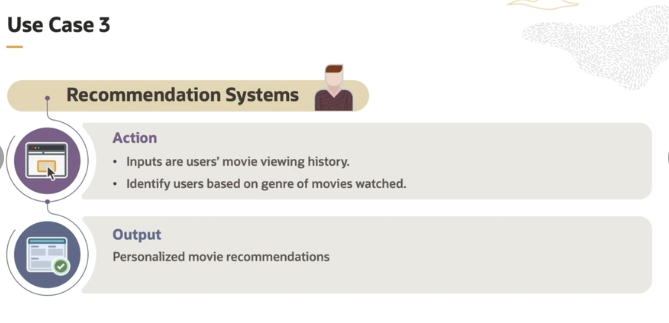 Use Case 3
Recommendation Systems
Action
• Inputs are users' movie viewing history.
• Identify users based on genre of movies watched.
Output
Personalized movie recommendations